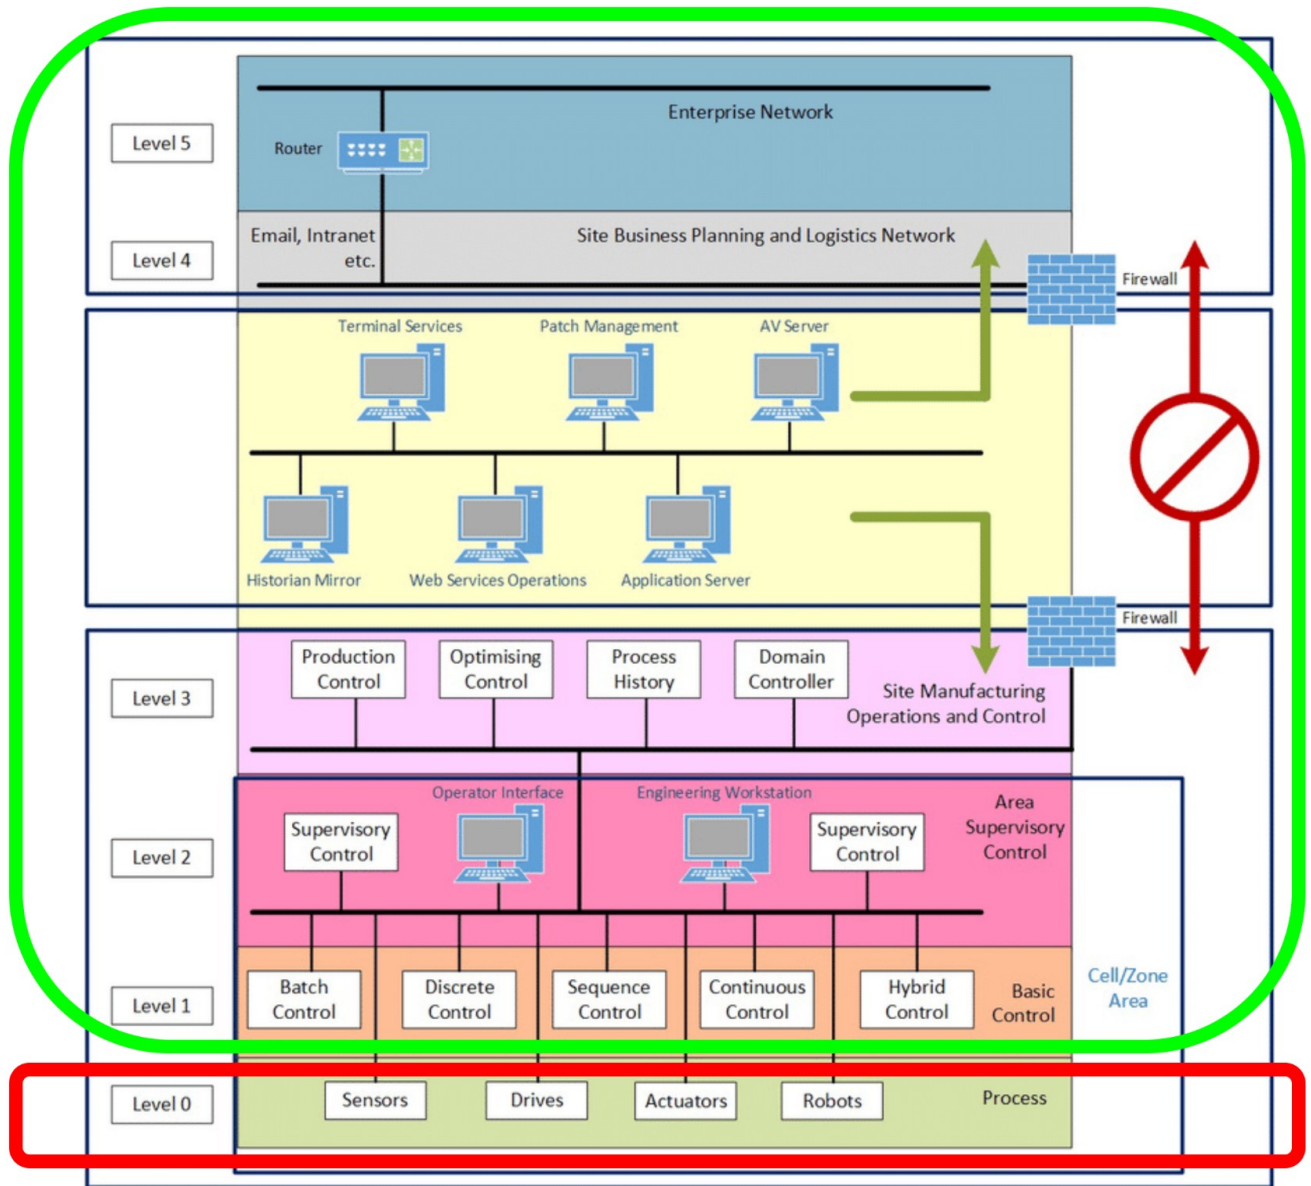 Enterprise Network
Level 5
Router
Email, Intranet
etc.
Site Business Planning and Logistics Network
Level 4
Firewall
Terminal Services
Patch Management
AV Server
Historian Mirror
Web Services Operations
Application Server
Firewall
Level 3
Production
Control
Optimising
Control
Process
History
Domain
Controller
Site Manufacturing
Operations and Control
Operator Interface
Engineering Workstation
Level 2
Supervisory
Control
Supervisory
Control
Area
Supervisory
Control
Level 1
Batch
Control
Discrete
Control
Sequence
Control
Continuous
Control
Hybrid
Control
Basic
Control
Cell/Zone
Area
Level 0
Sensors
Drives
Actuators
Robots
Process